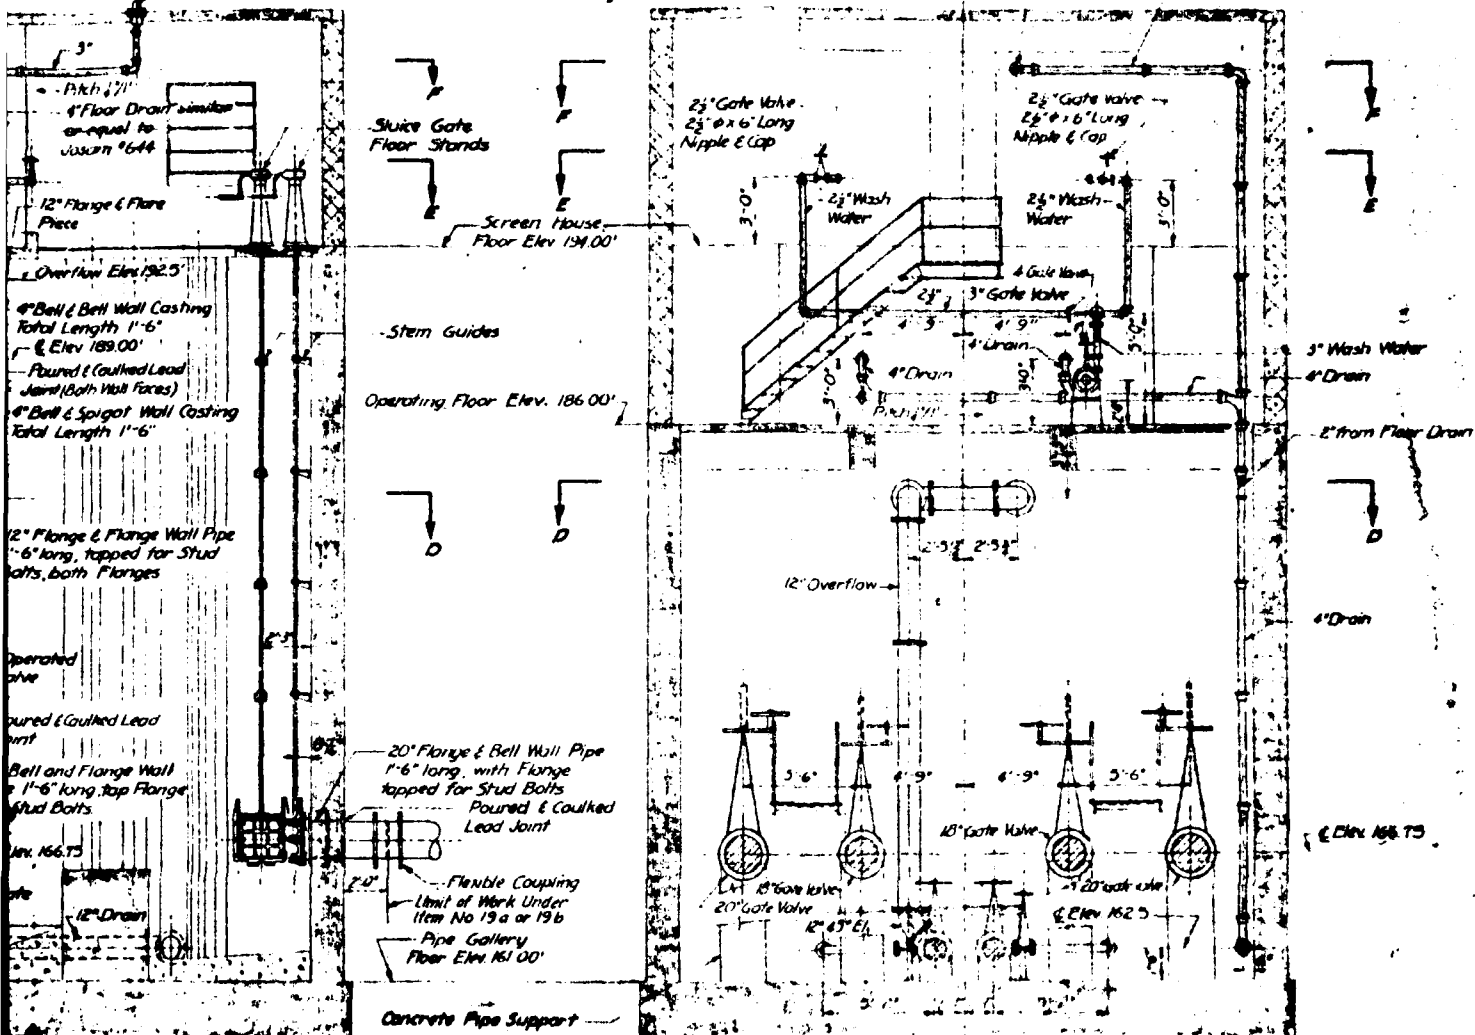 3"
Pitch
4" Floor Drain similar
or equal to
Josam #644
12" Flange & Flare
Piece
Overflow Elev 192.5'
4" Bell & Bell Wall Casting
Total Length 1'-6"
℄ Elev 189.00'
Poured & Caulked Lead
Joint (Both Wall Faces)
4" Bell & Spigot Wall Casting
Total Length 1'-6"
12" Flange & Flange Wall Pipe
1'-6" long, tapped for Stud
Bolts, both Flanges
Operated
Caulked Lead
Bell and Flange Wall
1'-6" long, tap Flange
Stud Bolts
Elev. 166.75
12" Drain
F
F
Sluice Gate
Floor Stands
E
E
Screen House
Floor Elev 194.00'
Stem Guides
Operating Floor Elev. 186.00'
D
D
20" Flange & Bell Wall Pipe
1'-6" long, with Flange
tapped for Stud Bolts
Poured & Caulked
Lead Joint
2'-0"
Flexible Coupling
Limit of Work Under
Item No 19a or 19b
Pipe Gallery
Floor Elev. 161.00'
Concrete Pipe Support
2½" Gate Valve
2½" ø x 6" Long
Nipple & Cap
2½" Gate Valve
2½" ø x 6" Long
Nipple & Cap
3'-0"
2½" Wash
Water
2½" Wash
Water
3'-0"
4 Gate Valve
2½"
3" Gate Valve
4'-9"
4'-9"
4" Drain
3'-0"
4" Drain
3'-0"
5'-0"
Pitch
12" Overflow
5'-6"
4'-9"
4'-9"
5'-6"
18" Gate Valve
18" Gate Valve
20" Gate Valve
20" Gate Valve
12" 45° El.
℄ Elev 162.5
F
E
3" Wash Water
4" Drain
2" from Floor Drain
D
4" Drain
℄ Elev. 166.75